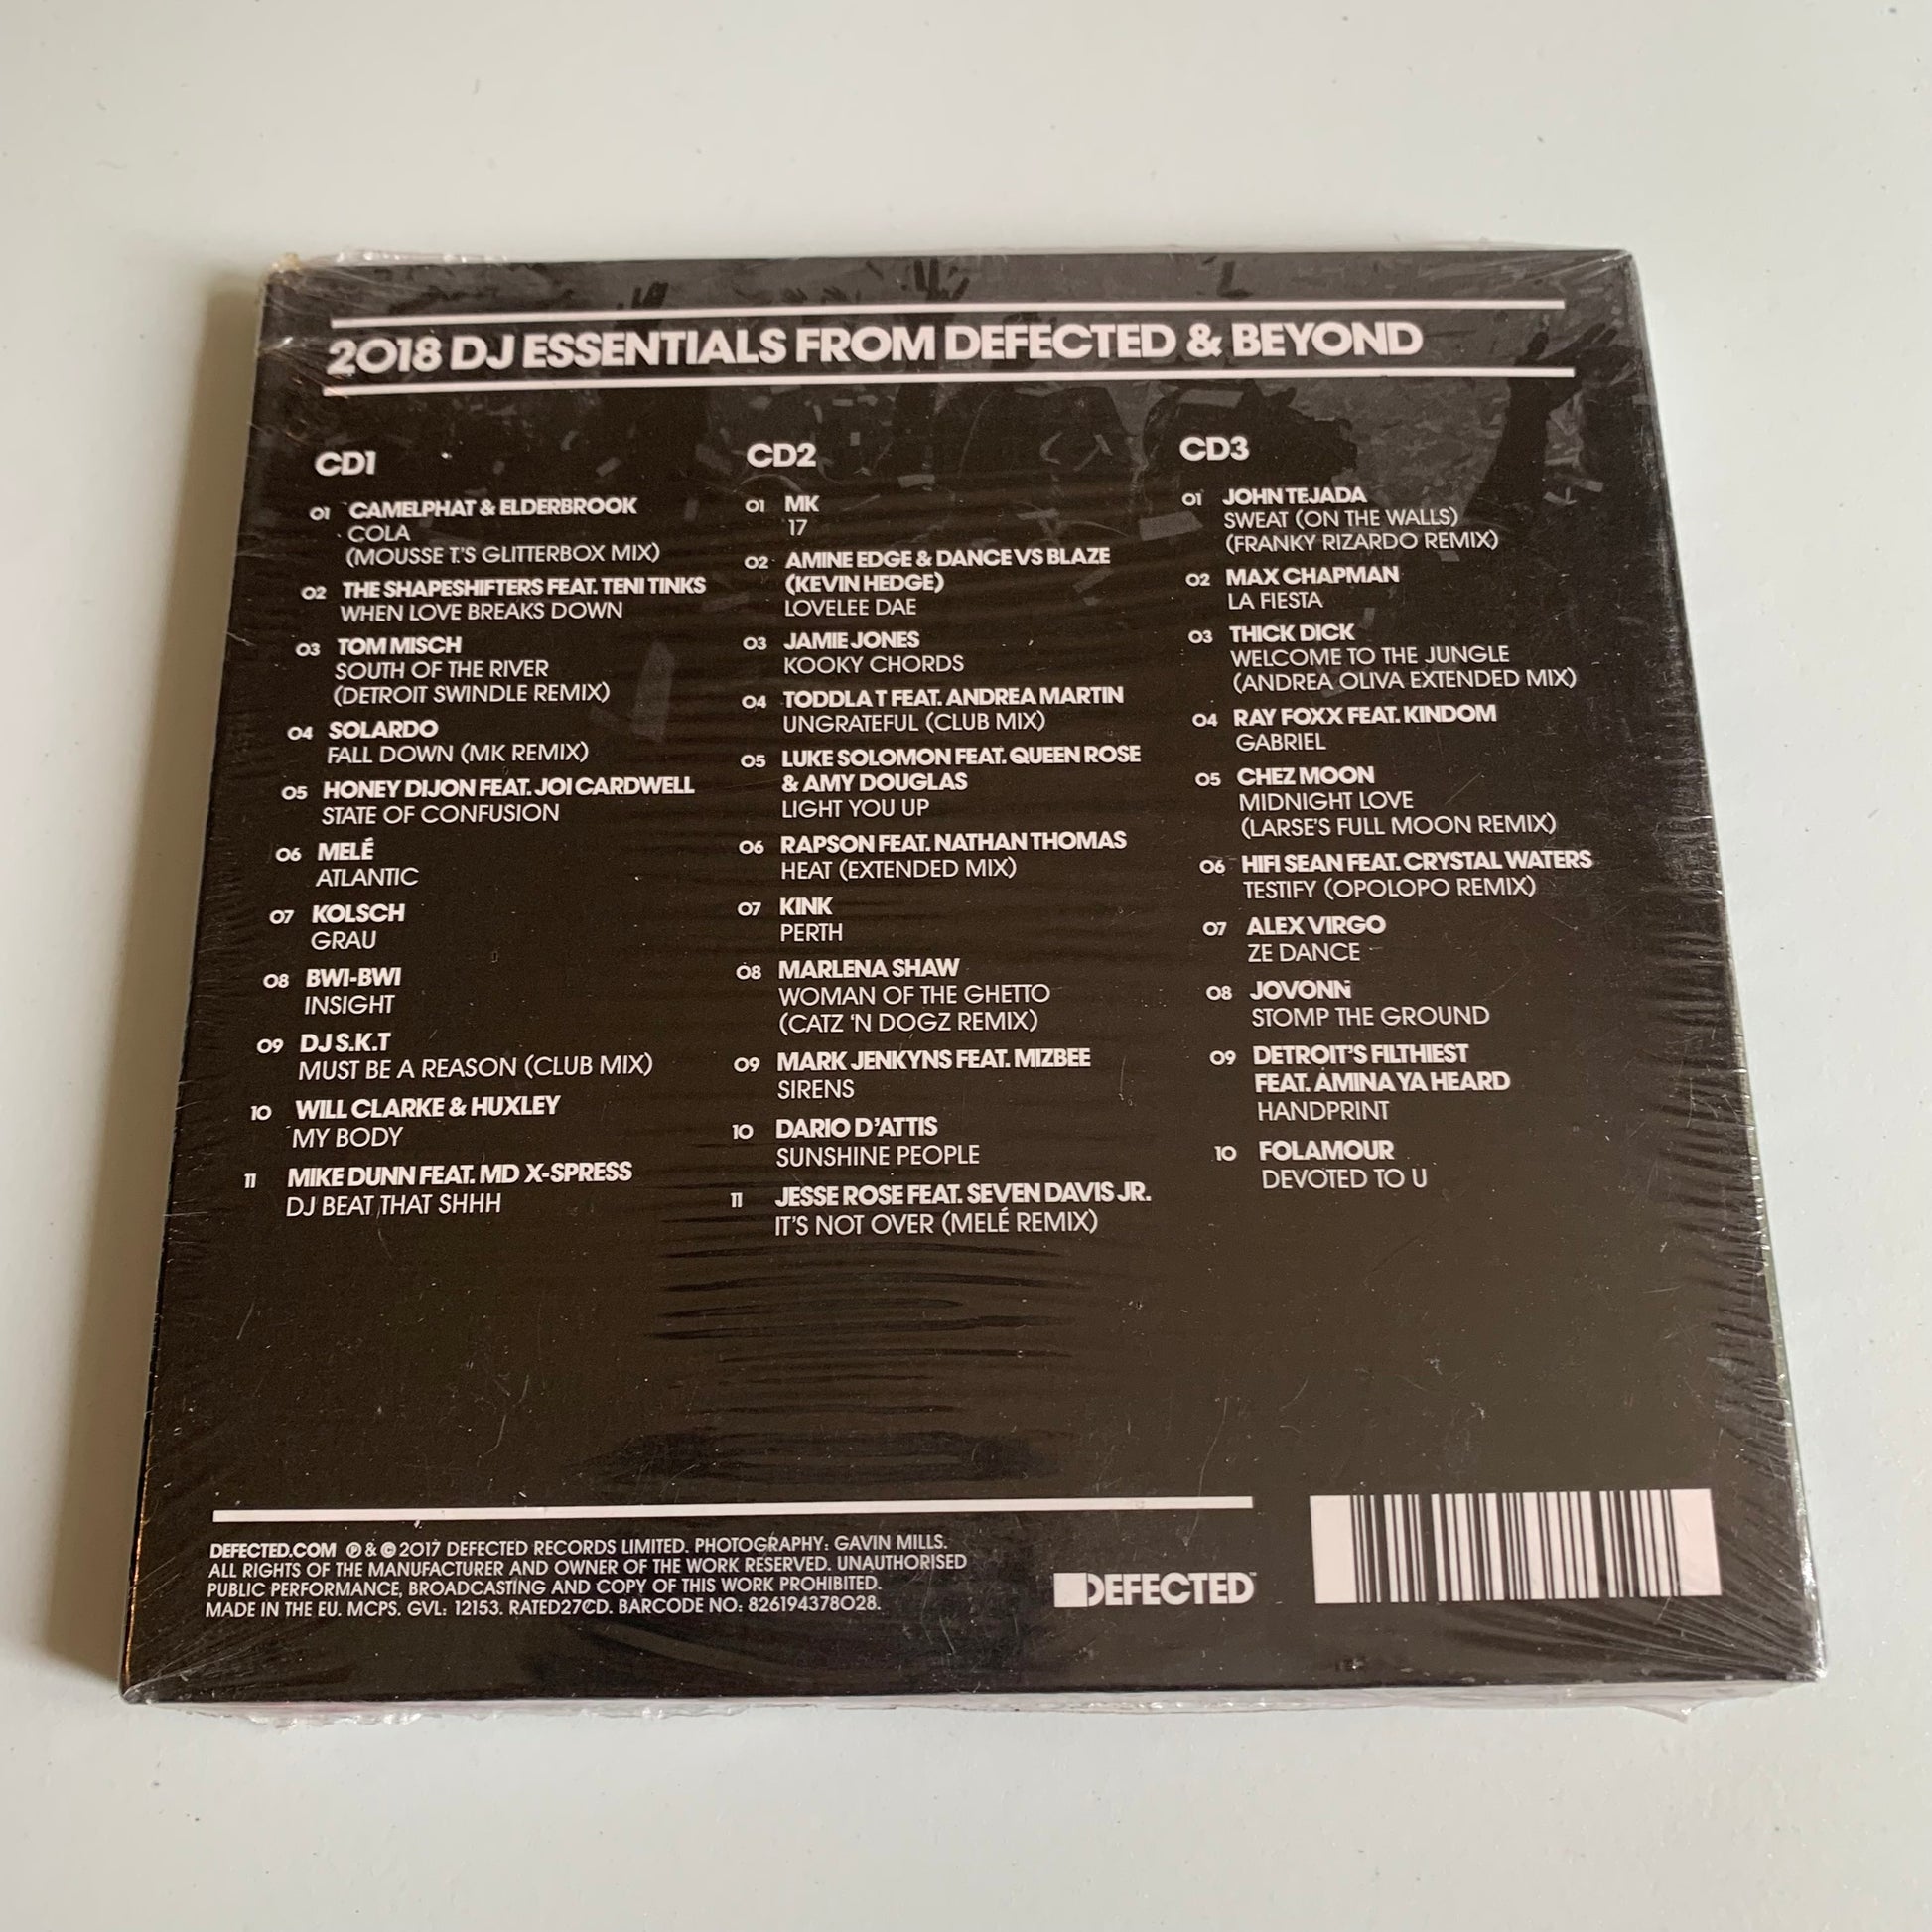 2018 DJ ESSENTIALS FROM DEFECTED & BEYOND
CD1
01 CAMELPHAT & ELDERBROOK
COLA
(MOUSSE T.'S GLITTERBOX MIX)
02 THE SHAPESHIFTERS FEAT. TENI TINKS
WHEN LOVE BREAKS DOWN
03 TOM MISCH
SOUTH OF THE RIVER
(DETROIT SWINDLE REMIX)
04 SOLARDO
FALL DOWN (MK REMIX)
05 HONEY DIJON FEAT. JOI CARDWELL
STATE OF CONFUSION
06 MELÉ
ATLANTIC
07 KOLSCH
GRAU
08 BWI-BWI
INSIGHT
09 DJ S.K.T
MUST BE A REASON (CLUB MIX)
10 WILL CLARKE & HUXLEY
MY BODY
11 MIKE DUNN FEAT. MD X-SPRESS
DJ BEAT THAT SHHH
CD2
01 MK
17
02 AMINE EDGE & DANCE VS BLAZE
(KEVIN HEDGE)
LOVELEE DAE
03 JAMIE JONES
KOOKY CHORDS
04 TODDLA T FEAT. ANDREA MARTIN
UNGRATEFUL (CLUB MIX)
05 LUKE SOLOMON FEAT. QUEEN ROSE
& AMY DOUGLAS
LIGHT YOU UP
06 RAPSON FEAT. NATHAN THOMAS
HEAT (EXTENDED MIX)
07 KINK
PERTH
08 MARLENA SHAW
WOMAN OF THE GHETTO
(CATZ 'N DOGZ REMIX)
09 MARK JENKYNS FEAT. MIZBEE
SIRENS
10 DARIO D'ATTIS
SUNSHINE PEOPLE
11 JESSE ROSE FEAT. SEVEN DAVIS JR.
IT'S NOT OVER (MELÉ REMIX)
CD3
01 JOHN TEJADA
SWEAT (ON THE WALLS)
(FRANKY RIZARDO REMIX)
02 MAX CHAPMAN
LA FIESTA
03 THICK DICK
WELCOME TO THE JUNGLE
(ANDREA OLIVA EXTENDED MIX)
04 RAY FOXX FEAT. KINDOM
GABRIEL
05 CHEZ MOON
MIDNIGHT LOVE
(LARSE'S FULL MOON REMIX)
06 HIFI SEAN FEAT. CRYSTAL WATERS
TESTIFY (OPOLOPO REMIX)
07 ALEX VIRGO
ZE DANCE
08 JOVONN
STOMP THE GROUND
09 DETROIT'S FILTHIEST
FEAT. AMINA YA HEARD
HANDPRINT
10 FOLAMOUR
DEVOTED TO U
DEFECTED.COM ℗ & © 2017 DEFECTED RECORDS LIMITED. PHOTOGRAPHY: GAVIN MILLS.
ALL RIGHTS OF THE MANUFACTURER AND OWNER OF THE WORK RESERVED. UNAUTHORISED
PUBLIC PERFORMANCE, BROADCASTING AND COPY OF THIS WORK PROHIBITED.
MADE IN THE EU. MCPS. GVL: 12153. RATED27CD. BARCODE NO: 826194378028.
DEFECTED™